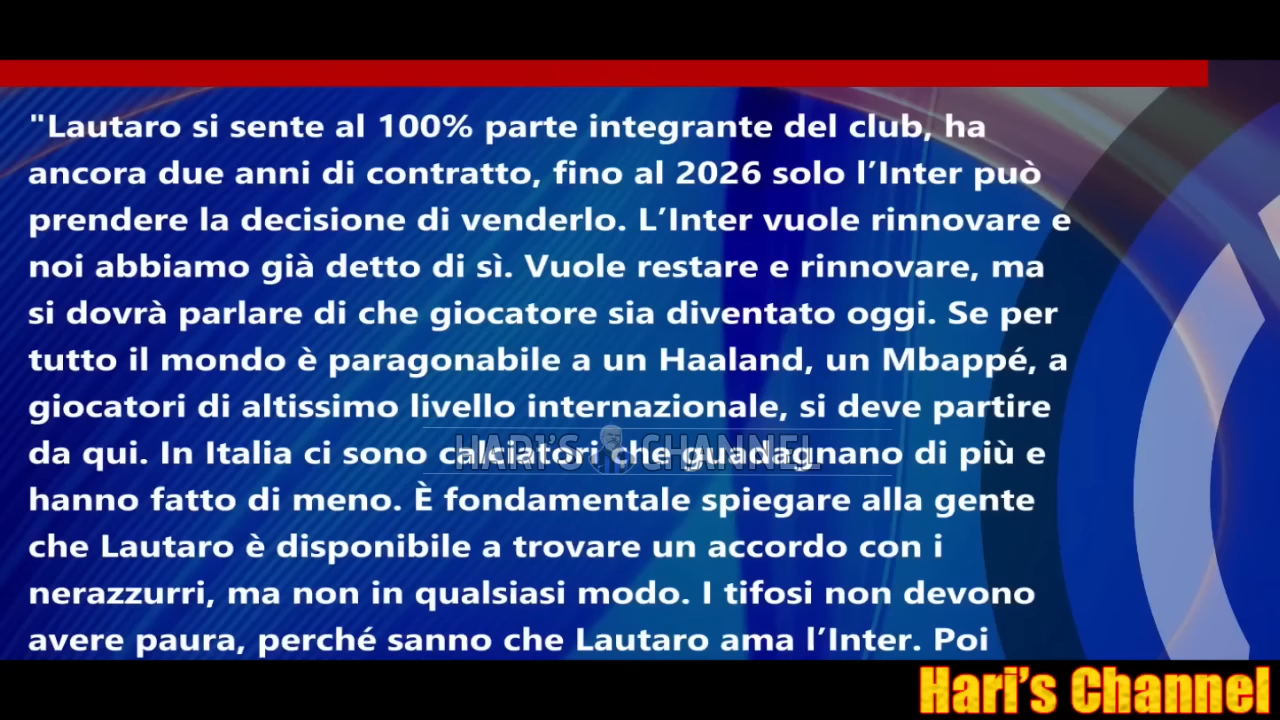 "Lautaro si sente al 100% parte integrante del club, ha
ancora due anni di contratto, fino al 2026 solo l’Inter può
prendere la decisione di venderlo. L’Inter vuole rinnovare e
noi abbiamo già detto di sì. Vuole restare e rinnovare, ma
si dovrà parlare di che giocatore sia diventato oggi. Se per
tutto il mondo è paragonabile a un Haaland, un Mbappé, a
giocatori di altissimo livello internazionale, si deve partire
da qui. In Italia ci sono calciatori che guadagnano di più e
HARI'S CHANNEL
hanno fatto di meno. È fondamentale spiegare alla gente
che Lautaro è disponibile a trovare un accordo con i
nerazzurri, ma non in qualsiasi modo. I tifosi non devono
avere paura, perché sanno che Lautaro ama l’Inter. Poi
Hari's Channel